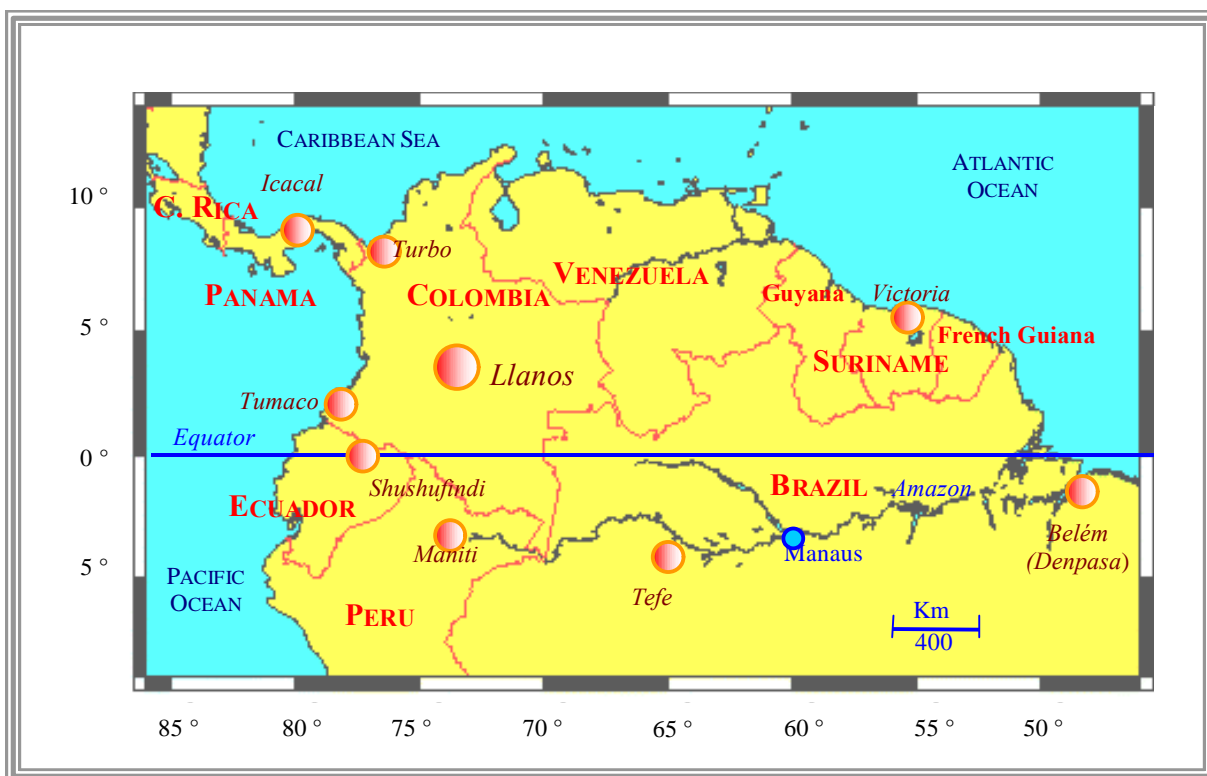 CARIBBEAN SEA
ATLANTIC
OCEAN
Icacal
10 °
C. RICA
Turbo
VENEZUELA
PANAMA
COLOMBIA
Guyana
Victoria
5 °
French Guiana
SURINAME
Llanos
Tumaco
Equator
0 °
Shushufindi
BRAZIL
Amazon
ECUADOR
Maniti
Manaus
Belém
(Denpasa)
5 °
PACIFIC
OCEAN
Tefe
PERU
Km
400
85 °
80 °
75 °
70 °
65 °
60 °
55 °
50 °